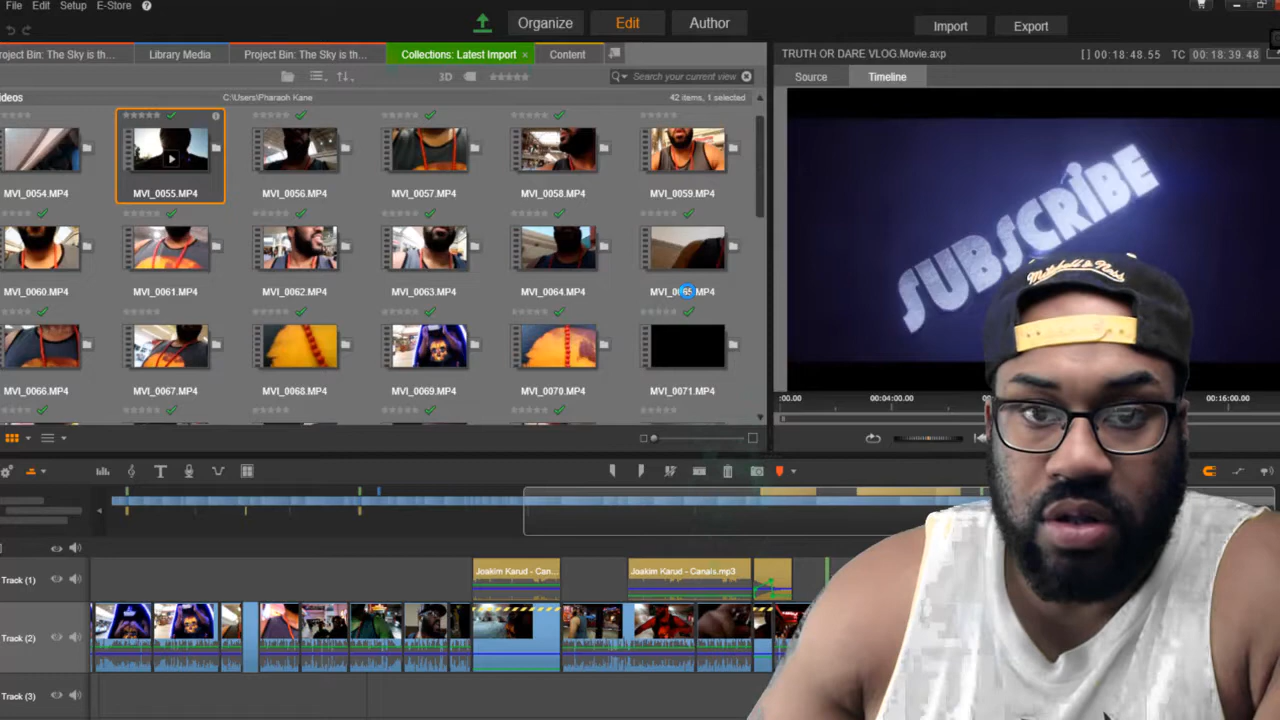 File Edit Setup E-Store
Organize Edit Author Import Export
roject Bin: The Sky is th... Library Media Project Bin: The Sky is th... Collections: Latest Import × Content
TRUTH OR DARE VLOG.Movie.axp [] 00:18:48.55 TC 00:18:39.48
3D Search your current view
Source Timeline
ideos C:\Users\Pharaoh Kane 42 items, 1 selected
MVI_0054.MP4 MVI_0055.MP4 MVI_0056.MP4 MVI_0057.MP4 MVI_0058.MP4 MVI_0059.MP4
SUBSCRIBE
Mitchell & Ness
MVI_0060.MP4 MVI_0061.MP4 MVI_0062.MP4 MVI_0063.MP4 MVI_0064.MP4 MVI_0065.MP4
MVI_0066.MP4 MVI_0067.MP4 MVI_0068.MP4 MVI_0069.MP4 MVI_0070.MP4 MVI_0071.MP4
:00.00 00:04:00.00 00:16:00.00
Track (1) Joakim Karud - Can... Joakim Karud - Canals.mp3
Track (2)
Track (3)